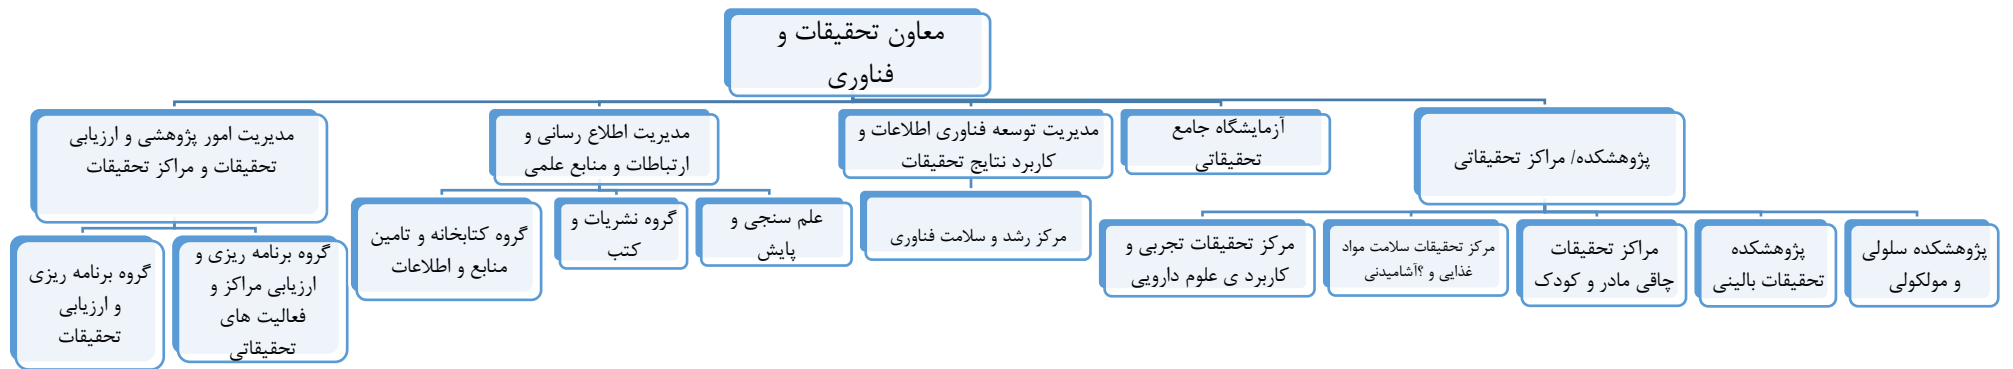 معاون تحقیقات و
فناوری
پژوهشکده/ مراکز تحقیقاتی
آزمایشگاه جامع
تحقیقاتی
مدیریت توسعه فناوری اطلاعات و
کاربرد نتایج تحقیقات
مدیریت اطلاع رسانی و
ارتباطات و منابع علمی
مدیریت امور پژوهشی و ارزیابی
تحقیقات و مراکز تحقیقات
پژوهشکده سلولی
و مولکولی
پژوهشکده
تحقیقات بالینی
مراکز تحقیقات
چاقی مادر و کودک
مرکز تحقیقات سلامت مواد
غذایی و ?آشامیدنی
مرکز تحقیقات تجربی و
کاربرد ی علوم دارویی
مرکز رشد و سلامت فناوری
علم سنجی و
پایش
گروه نشریات و
کتب
گروه کتابخانه و تامین
منابع و اطلاعات
گروه برنامه ریزی و
ارزیابی مراکز و
فعالیت های
تحقیقاتی
گروه برنامه ریزی
و ارزیابی
تحقیقات